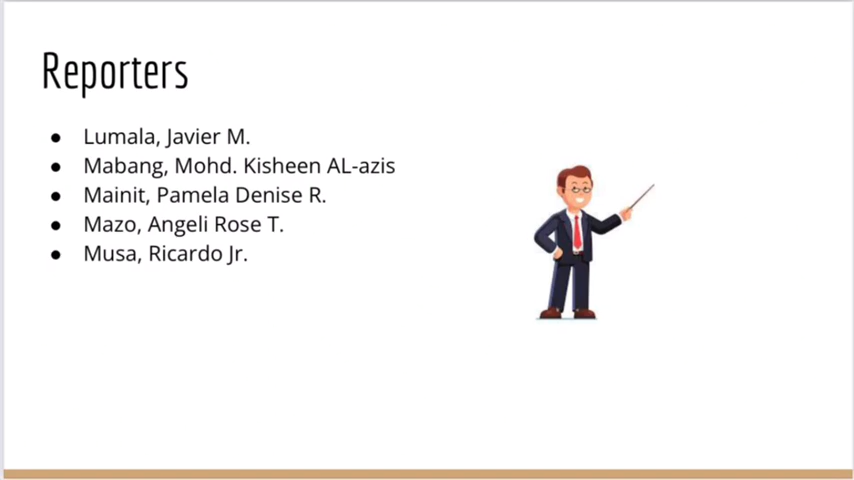 Reporters
● Lumala, Javier M.
● Mabang, Mohd. Kisheen AL-azis
● Mainit, Pamela Denise R.
● Mazo, Angeli Rose T.
● Musa, Ricardo Jr.